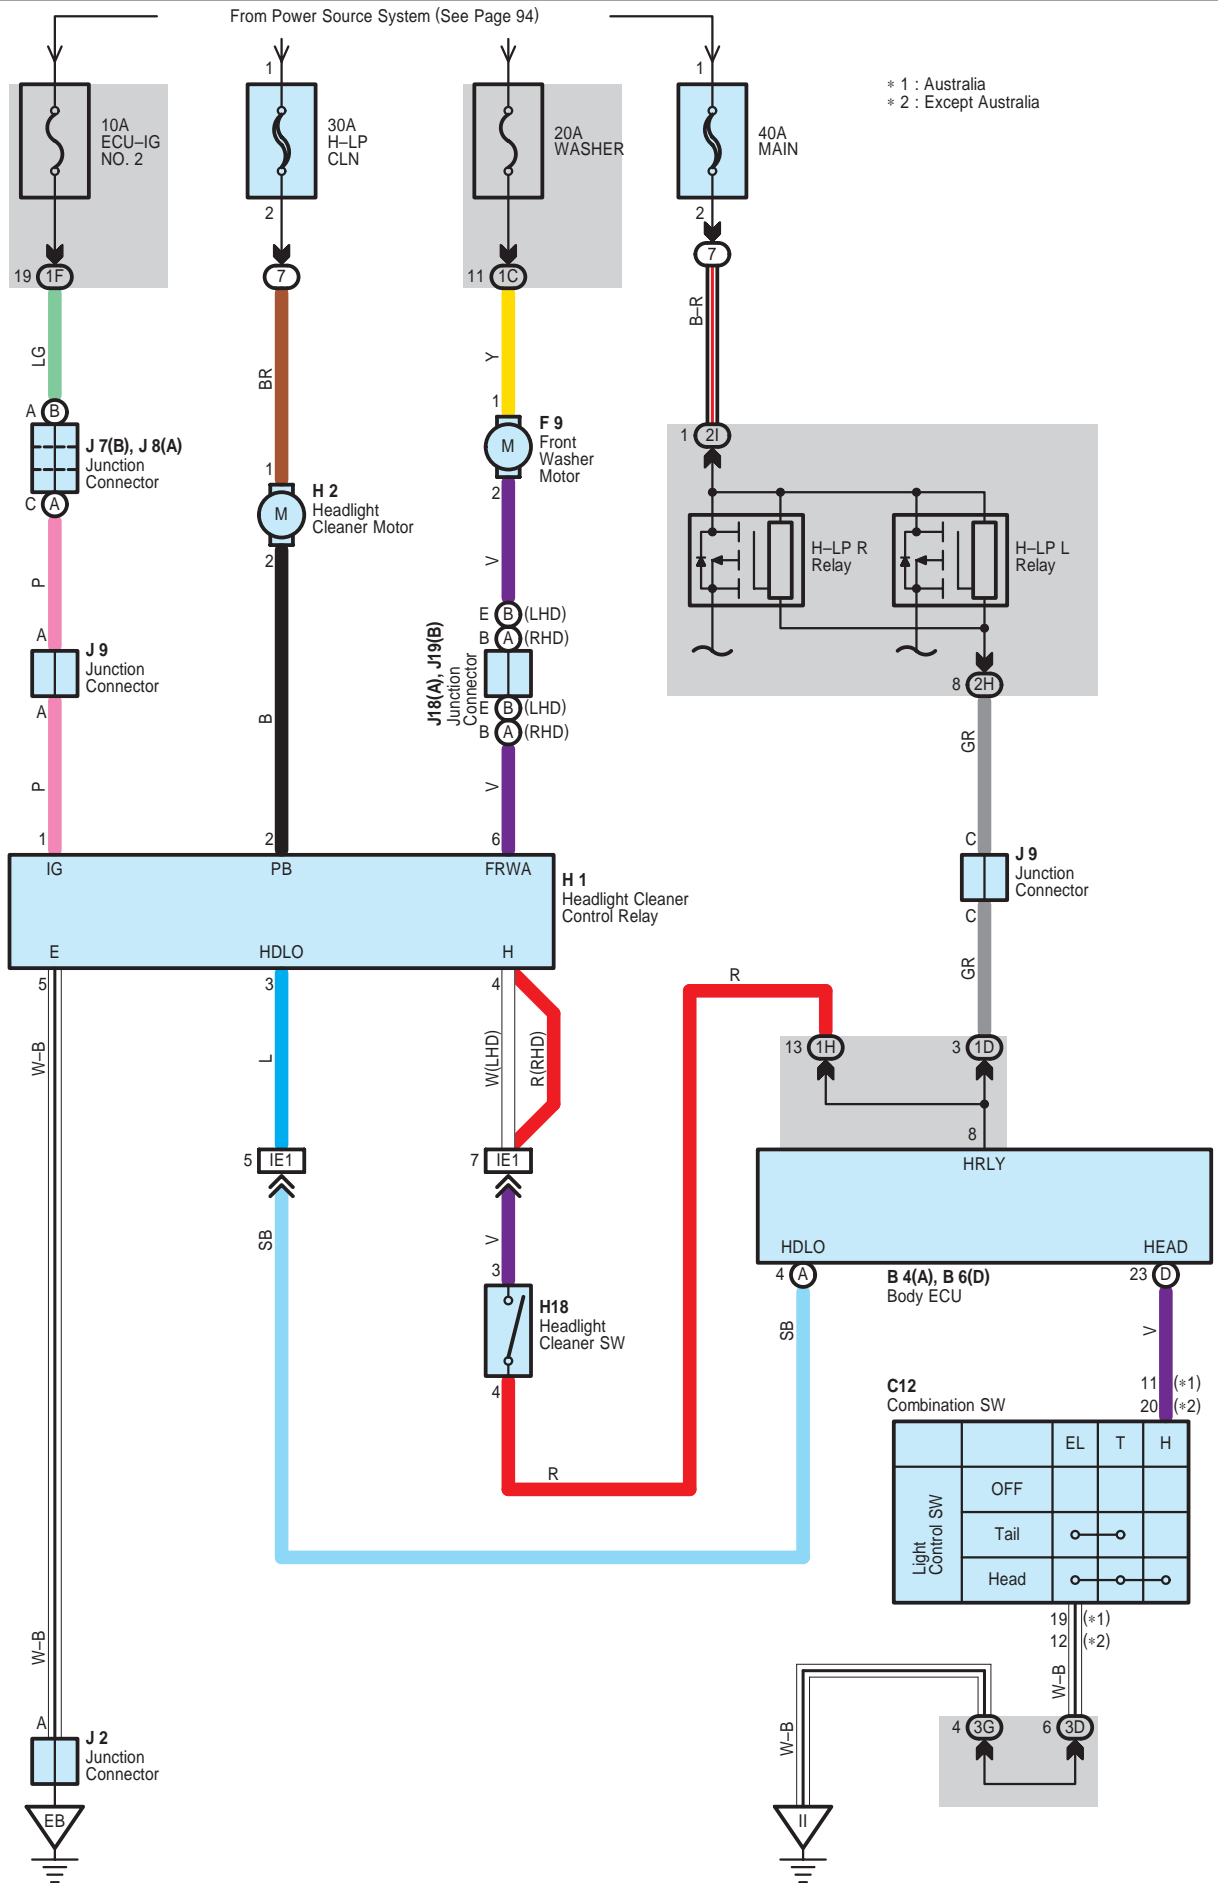 From Power Source System (See Page 94)
∗ 1 : Australia
∗ 2 : Except Australia
1
1
10A
ECU–IG
NO. 2
30A
H–LP
CLN
20A
WASHER
40A
MAIN
2
2
19 1F
7
11 1C
7
LG
BR
Y
B–R
A B
J 7(B), J 8(A)
Junction
Connector
C A
1
H 2
Headlight
Cleaner Motor
M
2
1
F 9
Front
Washer
Motor
M
2
1 2I
H–LP R
Relay
H–LP L
Relay
8 2H
P
V
A
J 9
Junction
Connector
A
E B (LHD)
B A (RHD)
J18(A), J19(B)
Junction
Connector
E B (LHD)
B A (RHD)
P
B
V
GR
1
2
6
IG
PB
FRWA
H 1
Headlight Cleaner
Control Relay
E
HDLO
H
C
J 9
Junction
Connector
C
GR
5
3
4
W–B
L
W(LHD)
R(RHD)
R
13 1H
3 1D
8
5 IE1
7 IE1
HRLY
HDLO
HEAD
B 4(A), B 6(D)
Body ECU
4 A
23 D
SB
V
3
H18
Headlight
Cleaner SW
4
SB
V
R
C12
Combination SW
11 (∗1)
20 (∗2)
EL T H
Light
Control SW
OFF
Tail
Head
19 (∗1)
12 (∗2)
W–B
W–B
W–B
4 3G
6 3D
A
J 2
Junction
Connector
EB
II